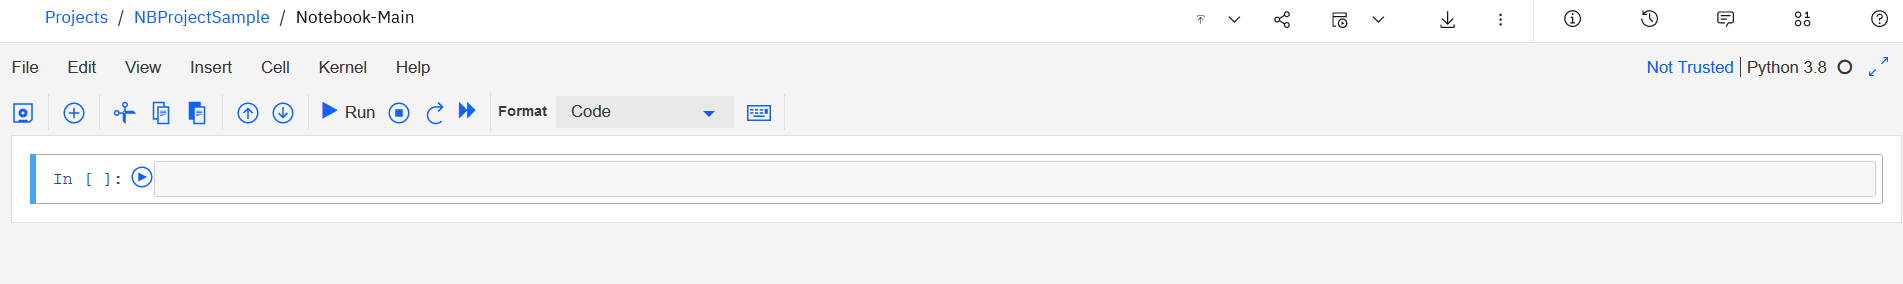 Projects / NBProjectSample / Notebook-Main
File Edit View Insert Cell Kernel Help Not Trusted Python 3.8
Run Format Code
In [ ]: